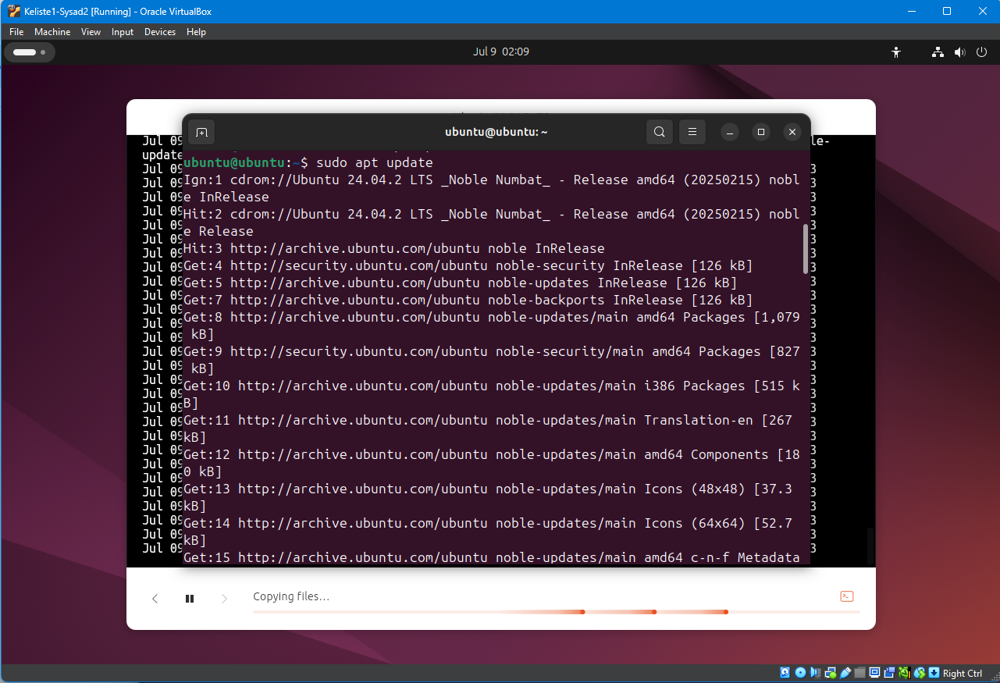 Keliste1-Sysad2 [Running] - Oracle VirtualBox
File Machine View Input Devices Help
Jul 9 02:09
ubuntu@ubuntu: ~
Jul 09 le-
update
ubuntu@ubuntu:~$ sudo apt update
Ign:1 cdrom://Ubuntu 24.04.2 LTS _Noble Numbat_ - Release amd64 (20250215) nobl
e InRelease
Hit:2 cdrom://Ubuntu 24.04.2 LTS _Noble Numbat_ - Release amd64 (20250215) nobl
e Release
Hit:3 http://archive.ubuntu.com/ubuntu noble InRelease
Get:4 http://security.ubuntu.com/ubuntu noble-security InRelease [126 kB]
Get:5 http://archive.ubuntu.com/ubuntu noble-updates InRelease [126 kB]
Get:7 http://archive.ubuntu.com/ubuntu noble-backports InRelease [126 kB]
Get:8 http://archive.ubuntu.com/ubuntu noble-updates/main amd64 Packages [1,079
kB]
Get:9 http://security.ubuntu.com/ubuntu noble-security/main amd64 Packages [827
kB]
Get:10 http://archive.ubuntu.com/ubuntu noble-updates/main i386 Packages [515 k
B]
Get:11 http://archive.ubuntu.com/ubuntu noble-updates/main Translation-en [267
kB]
Get:12 http://archive.ubuntu.com/ubuntu noble-updates/main amd64 Components [18
0 kB]
Get:13 http://archive.ubuntu.com/ubuntu noble-updates/main Icons (48x48) [37.3
kB]
Get:14 http://archive.ubuntu.com/ubuntu noble-updates/main Icons (64x64) [52.7
kB]
Get:15 http://archive.ubuntu.com/ubuntu noble-updates/main amd64 c-n-f Metadata
Copying files...
Right Ctrl